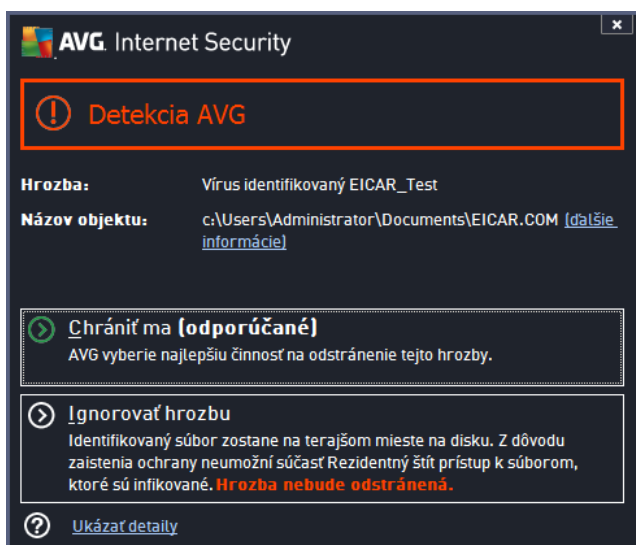 AVG. Internet Security
Detekcia AVG
Hrozba: Vírus identifikovaný EICAR_Test
Názov objektu: c:\Users\Administrator\Documents\EICAR.COM (ďalšie
informácie)
Chrániť ma (odporúčané)
AVG vyberie najlepšiu činnosť na odstránenie tejto hrozby.
Ignorovať hrozbu
Identifikovaný súbor zostane na terajšom mieste na disku. Z dôvodu
zaistenia ochrany neumožní súčasť Rezidentný štít prístup k súborom,
ktoré sú infikované. Hrozba nebude odstránená.
Ukázať detaily